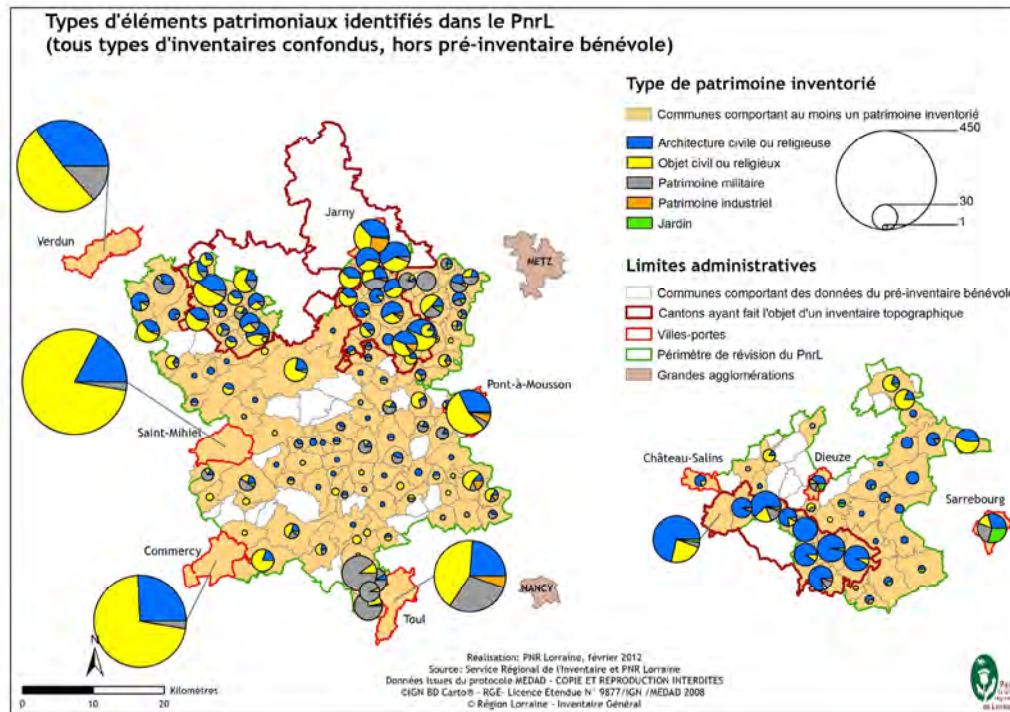 Types d'éléments patrimoniaux identifiés dans le PnrL
(tous types d'inventaires confondus, hors pré-inventaire bénévole)
Type de patrimoine inventorié
Communes comportant au moins un patrimoine inventorié
Architecture civile ou religieuse
Objet civil ou religieux
Patrimoine militaire
Patrimoine industriel
Jardin
450
30
1
Limites administratives
Communes comportant des données du pré-inventaire bénévole
Cantons ayant fait l'objet d'un inventaire topographique
Villes-portes
Périmètre de révision du PnrL
Grandes agglomérations
Jarny
Verdun
METZ
Pont-à-Mousson
Saint-Mihiel
Château-Salins
Dieuze
Sarrebourg
Commercy
Toul
NANCY
N
Kilomètres
0 10 20
Réalisation: PNR Lorraine, février 2012
Source: Service Régional de l'Inventaire et PNR Lorraine
Données issues du protocole MEDAD - COPIE ET REPRODUCTION INTERDITES
©IGN BD Carto® - RGE- Licence Etendue N° 9877/IGN /MEDAD 2008
© Région Lorraine - Inventaire Général